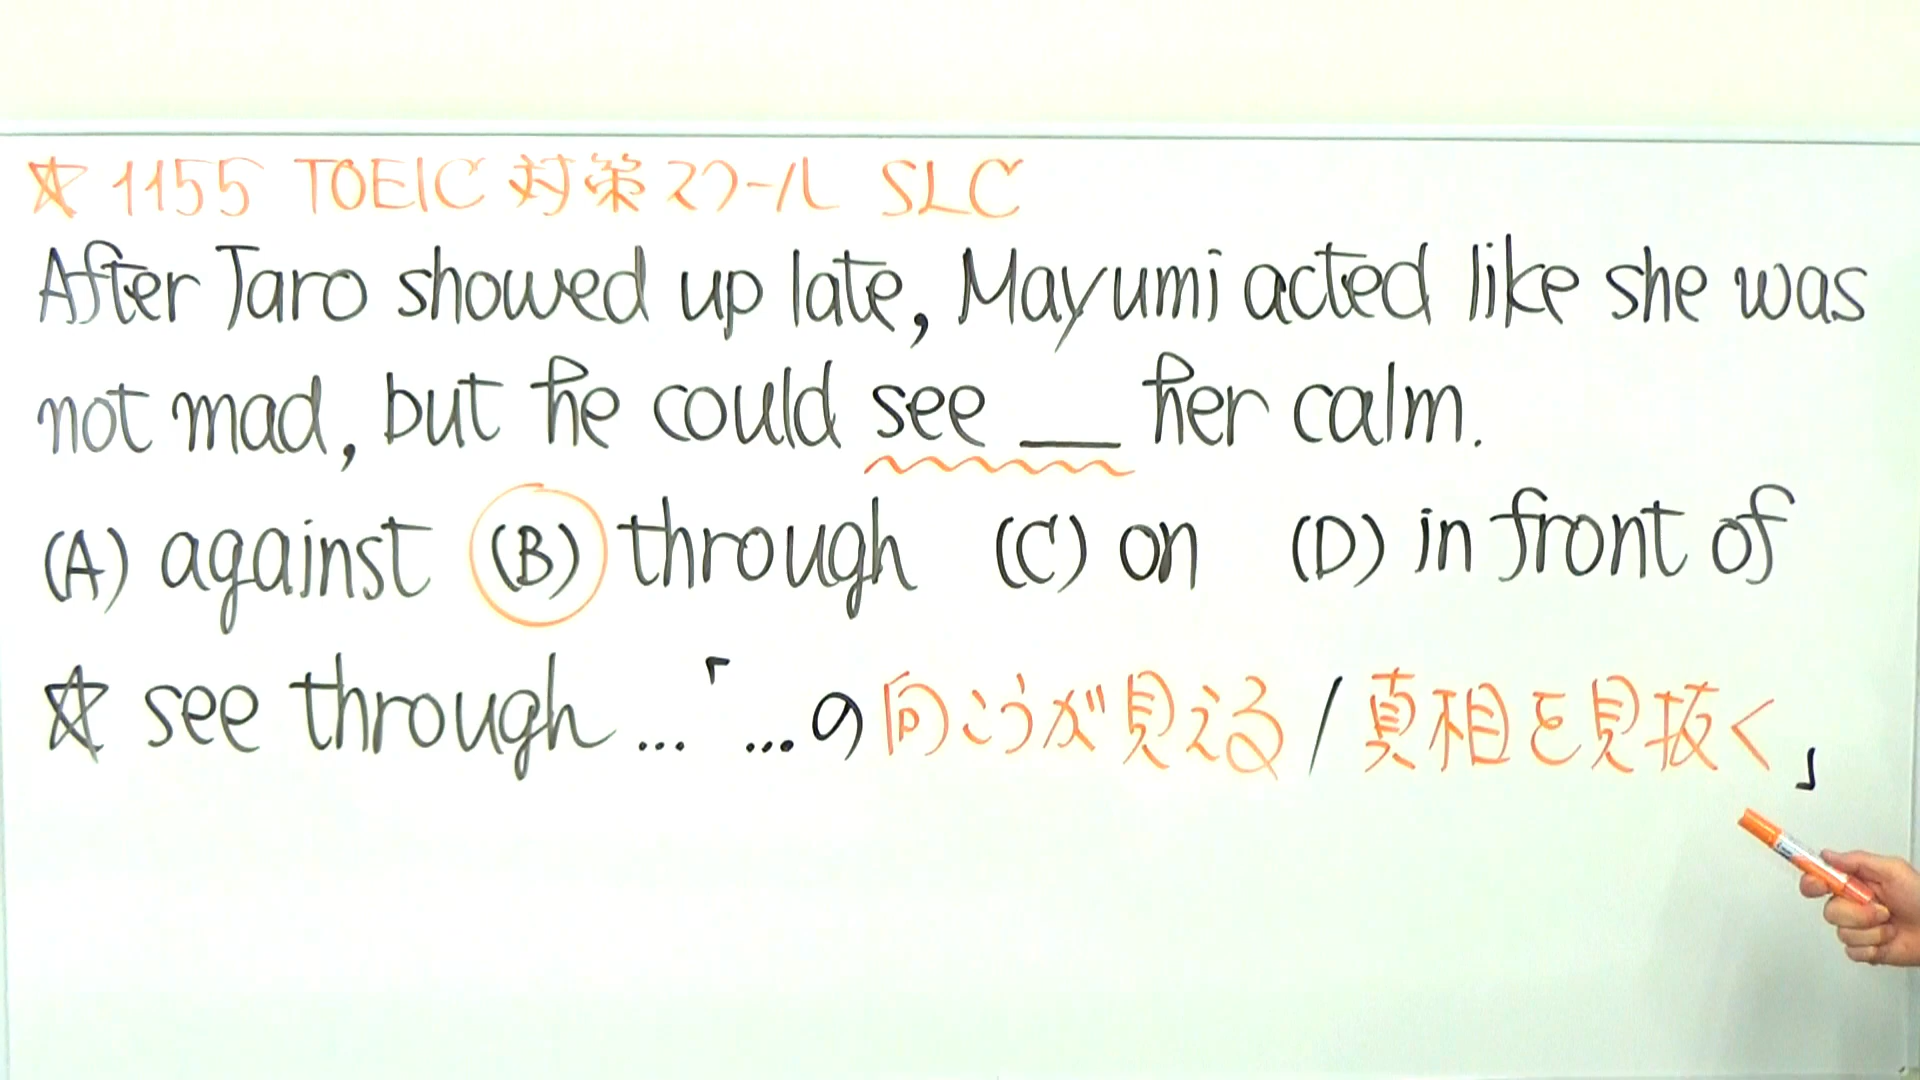 ☆ 1155 TOEIC 対策スクール SLC
After Taro showed up late, Mayumi acted like she was
not mad, but he could see ___ her calm.
(A) against (B) through (C) on (D) in front of
☆ see through ... 「 ... の向こうが見える / 真相を見抜く」